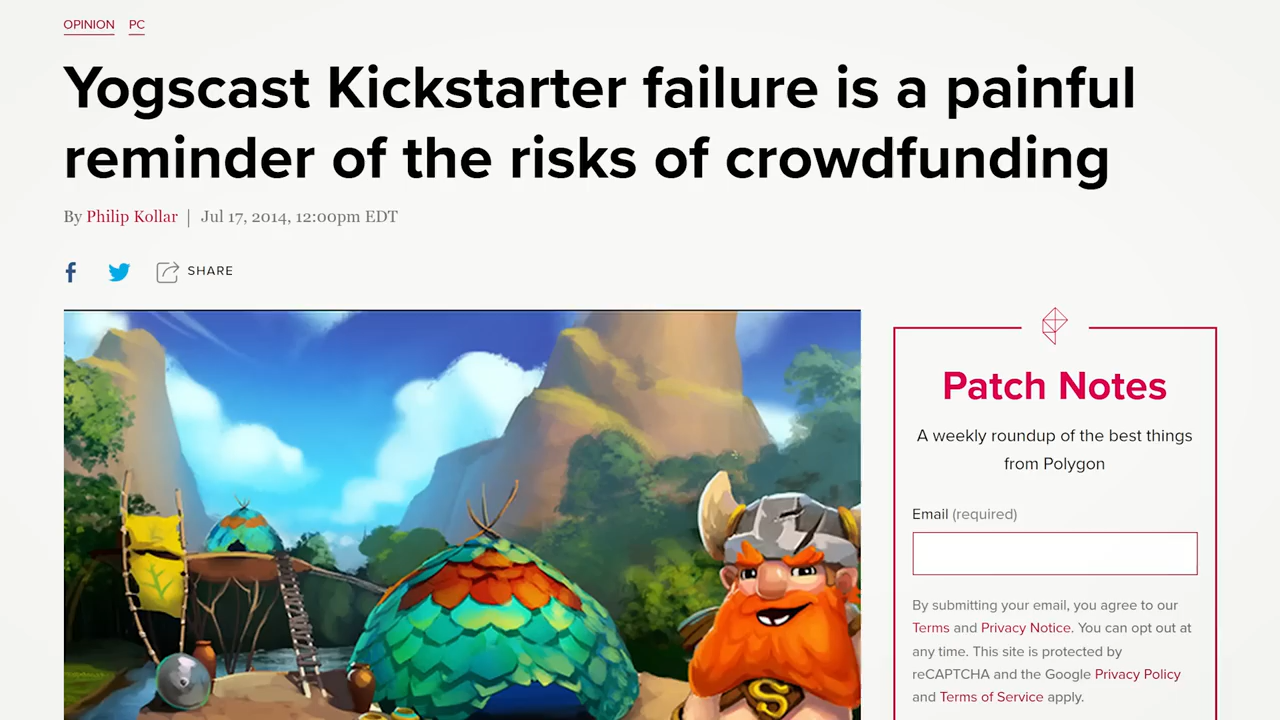 OPINION PC
Yogscast Kickstarter failure is a painful
reminder of the risks of crowdfunding
By Philip Kollar | Jul 17, 2014, 12:00pm EDT
SHARE
Patch Notes
A weekly roundup of the best things
from Polygon
Email (required)
By submitting your email, you agree to our
Terms and Privacy Notice. You can opt out at
any time. This site is protected by
reCAPTCHA and the Google Privacy Policy
and Terms of Service apply.
S